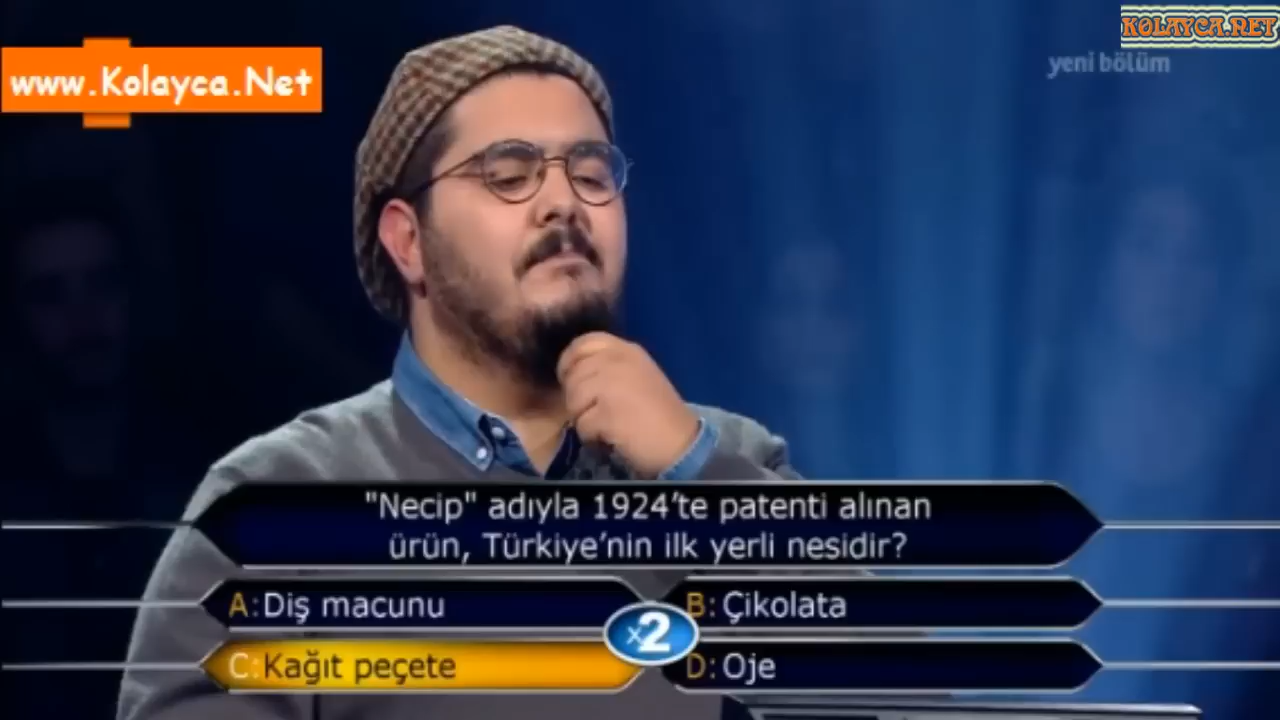 KOLAYCA.NET
www.Kolayca.Net
yeni bölüm
"Necip" adıyla 1924'te patenti alınan
ürün, Türkiye'nin ilk yerli nesidir?
A:Diş macunu
B:Çikolata
x2
C:Kağıt peçete
D:Oje